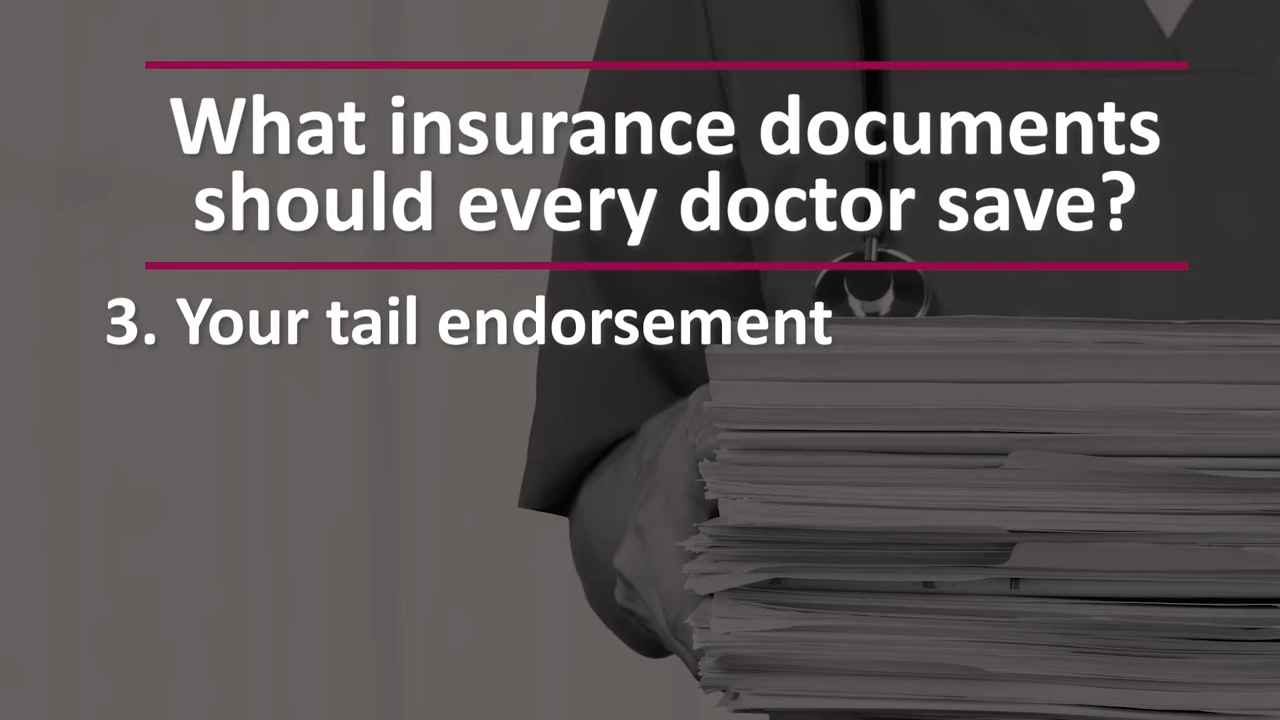 What insurance documents
should every doctor save?
3. Your tail endorsement